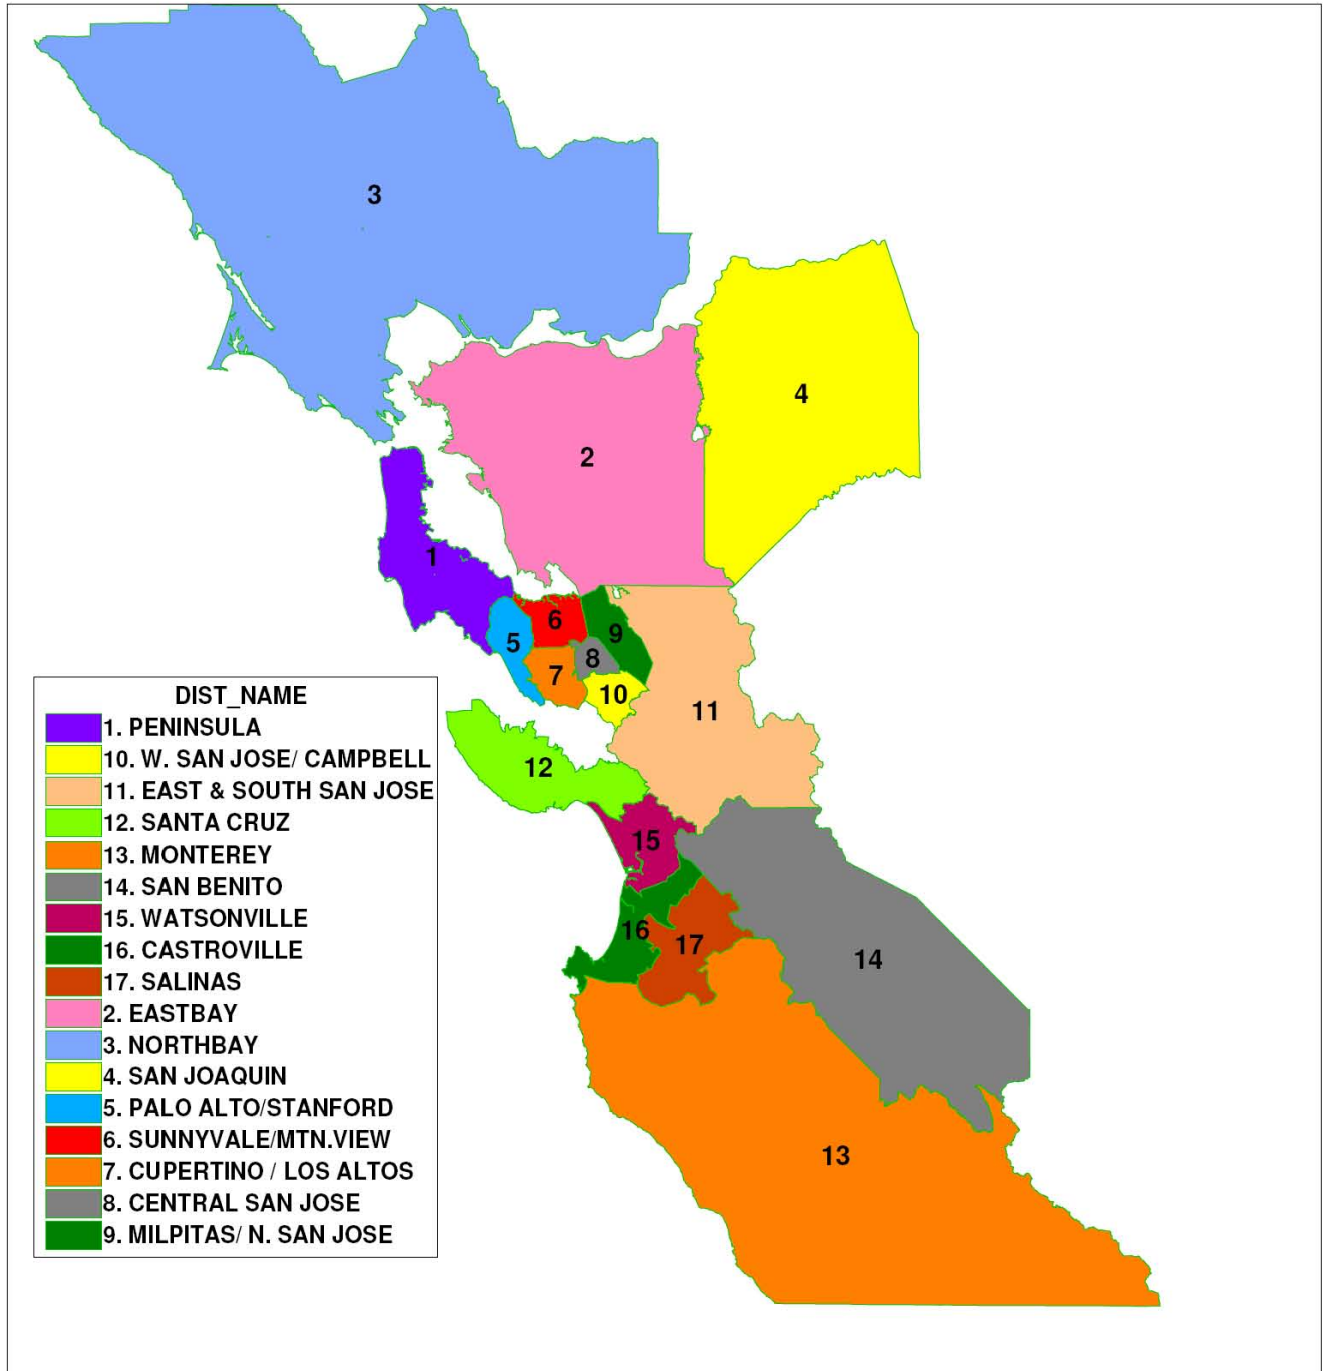 3
4
2
1
6
9
5
8
7
10
11
12
15
16
17
14
13
DIST_NAME
1. PENINSULA
10. W. SAN JOSE/ CAMPBELL
11. EAST & SOUTH SAN JOSE
12. SANTA CRUZ
13. MONTEREY
14. SAN BENITO
15. WATSONVILLE
16. CASTROVILLE
17. SALINAS
2. EASTBAY
3. NORTHBAY
4. SAN JOAQUIN
5. PALO ALTO/STANFORD
6. SUNNYVALE/MTN.VIEW
7. CUPERTINO / LOS ALTOS
8. CENTRAL SAN JOSE
9. MILPITAS/ N. SAN JOSE